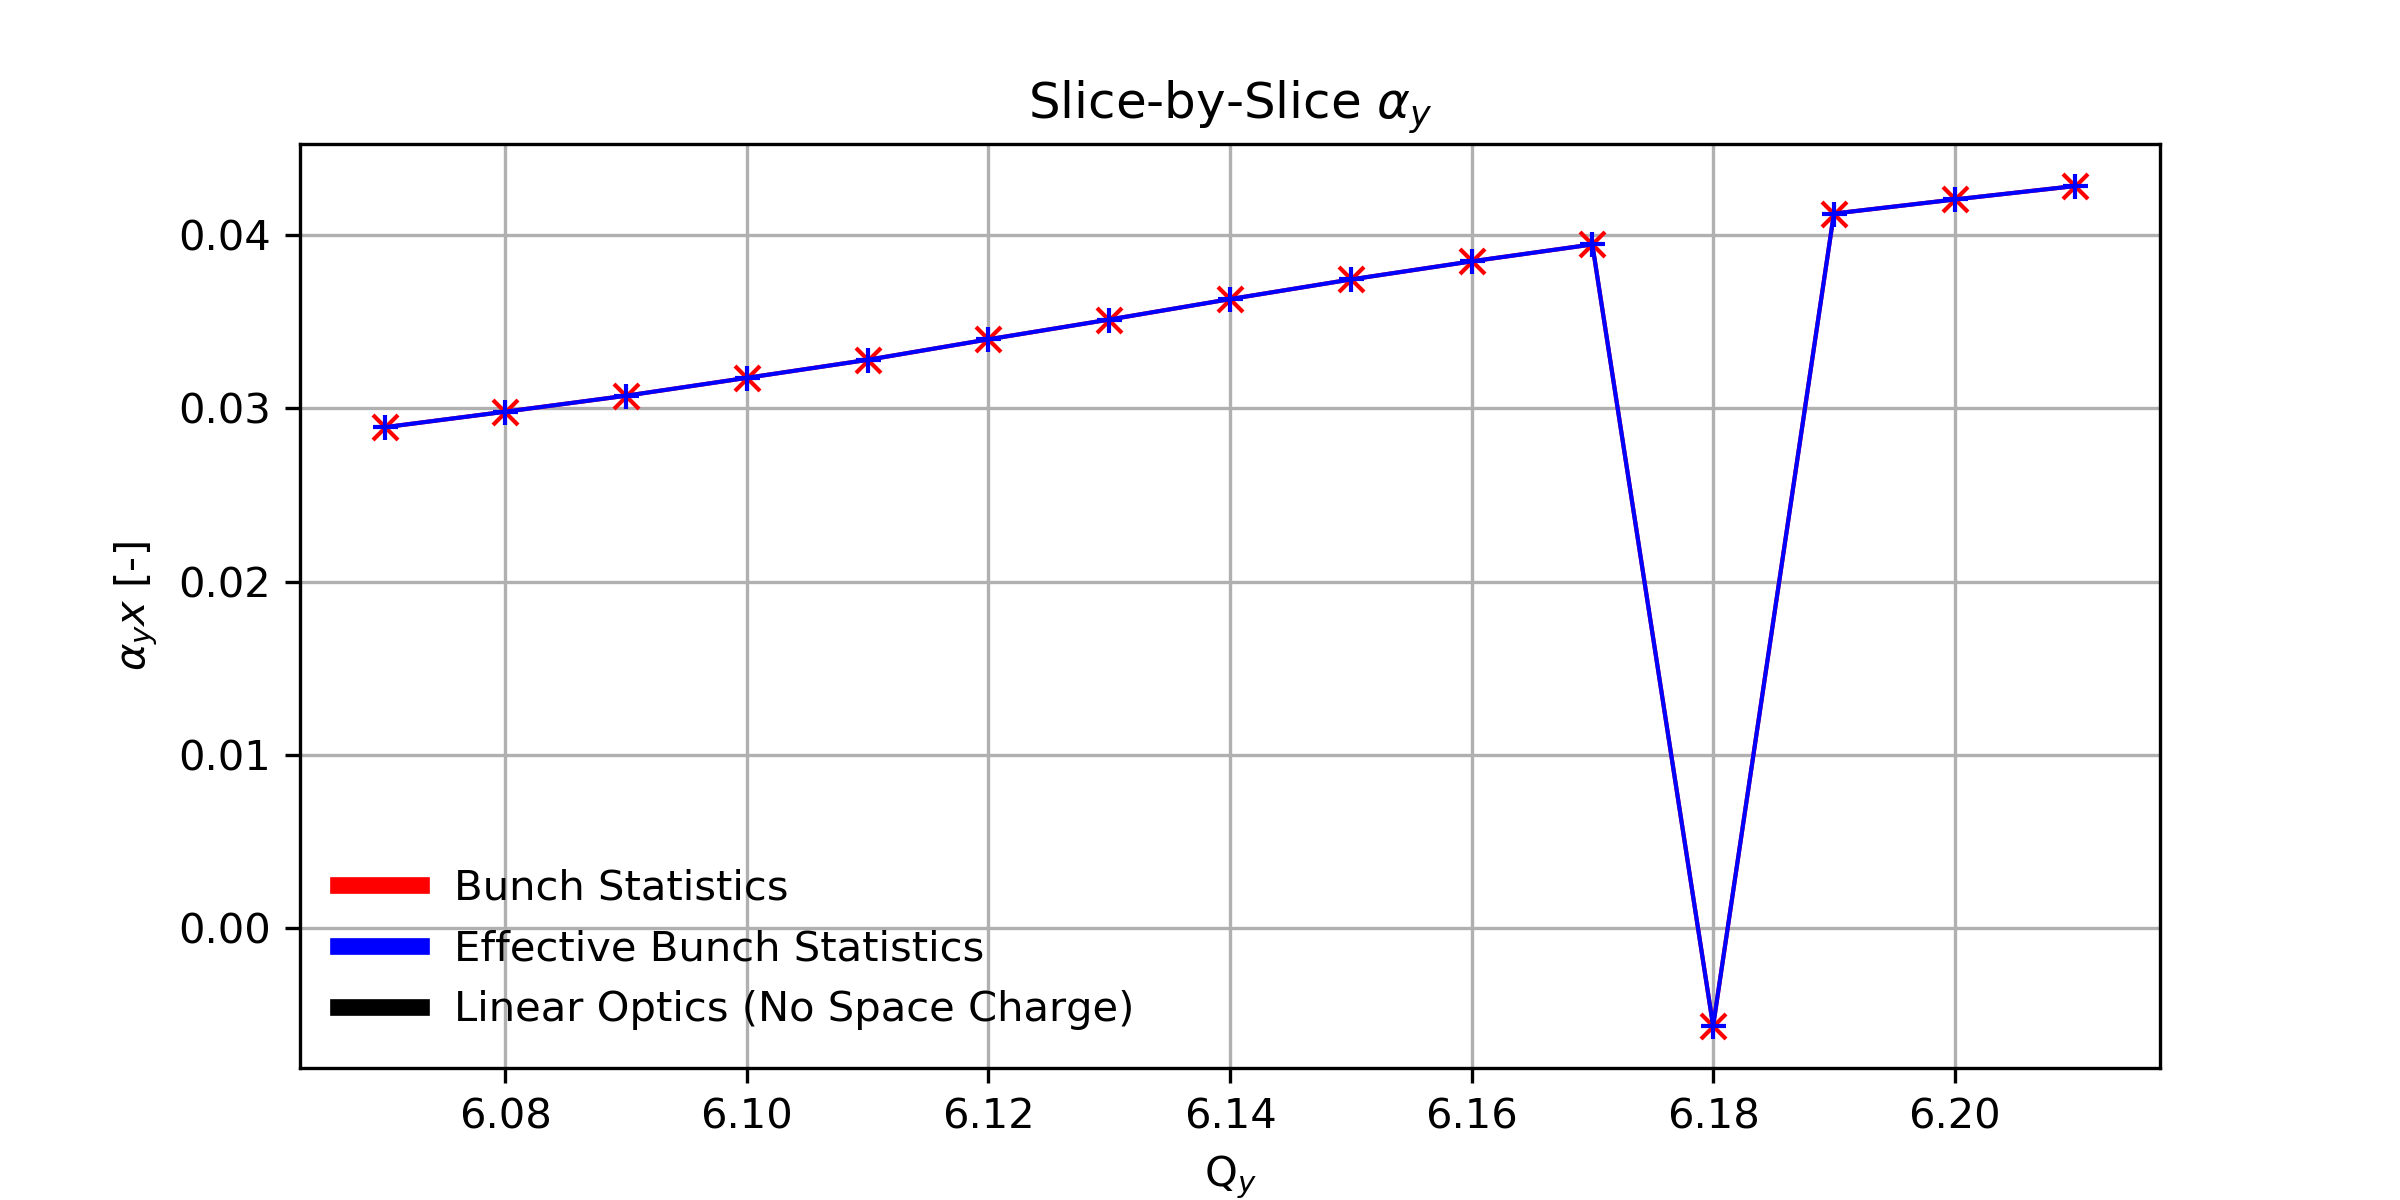 Slice-by-Slice αy
αyx [-]
0.04
0.03
0.02
0.01
0.00
Bunch Statistics
Effective Bunch Statistics
Linear Optics (No Space Charge)
6.08 6.10 6.12 6.14 6.16 6.18 6.20
Qy